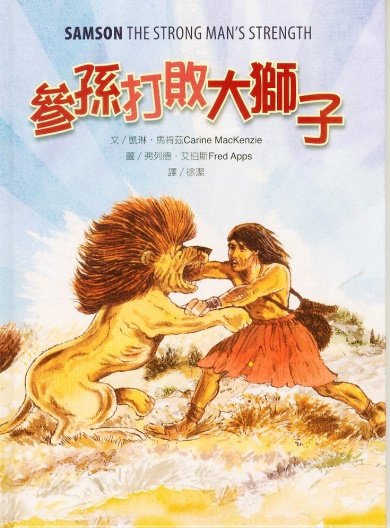 SAMSON THE STRONG MAN'S STRENGTH
參孫打敗大獅子
文/凱琳・馬肯茲Carine MacKenzie
圖/弗列德・艾伯斯Fred Apps
譯/徐潔